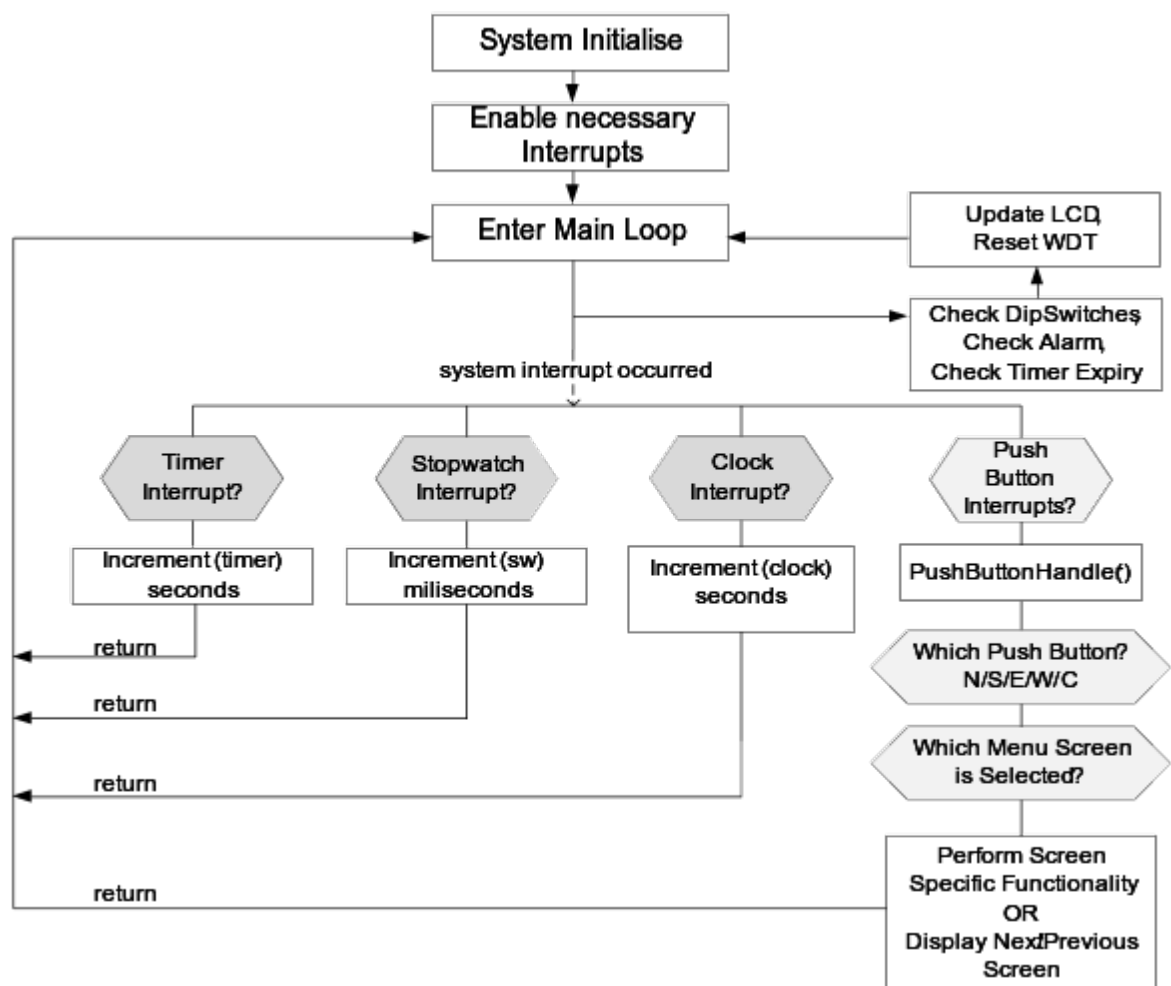 System Initialise
Enable necessary
Interrupts
Enter Main Loop
Update LCD,
Reset WDT
Check DipSwitches,
Check Alarm,
Check Timer Expiry
system interrupt occurred
Timer
Interrupt?
Stopwatch
Interrupt?
Clock
Interrupt?
Push
Button
Interrupts?
Increment (timer)
seconds
Increment (sw)
miliseconds
Increment (clock)
seconds
PushButtonHandle()
return
Which Push Button?
N/S/E/W/C
return
Which Menu Screen
is Selected?
return
Perform Screen
Specific Functionality
OR
Display Next/Previous
Screen
return